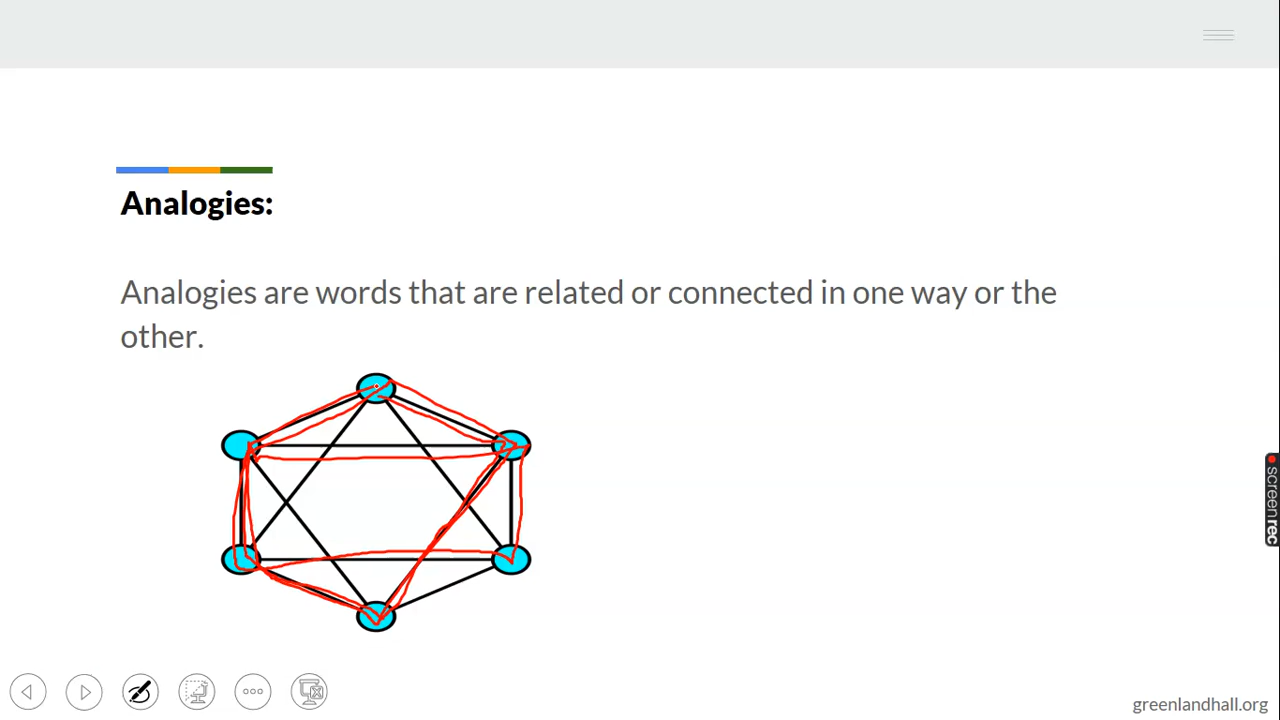 Analogies:
Analogies are words that are related or connected in one way or the
other.
screenrec
greenlandhall.org